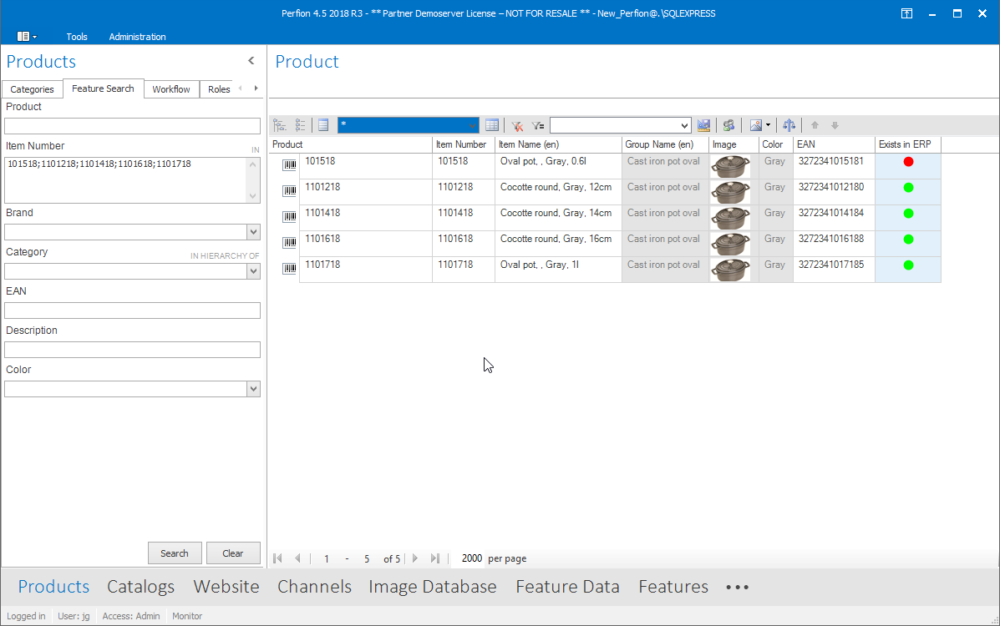 Perfion 4.5 2018 R3 - ** Partner Demoserver License – NOT FOR RESALE ** - New_Perfion@.\SQLEXPRESS
Tools Administration
Products
Categories Feature Search Workflow Roles
Product
Item Number IN
101518;1101218;1101418;1101618;1101718
Brand
Category IN HIERARCHY OF
EAN
Description
Color
Search Clear
Product
*
Product Item Number Item Name (en) Group Name (en) Image Color EAN Exists in ERP
101518 101518 Oval pot, , Gray, 0.6l Cast iron pot oval Gray 3272341015181
1101218 1101218 Cocotte round, Gray, 12cm Cast iron pot oval Gray 3272341012180
1101418 1101418 Cocotte round, Gray, 14cm Cast iron pot oval Gray 3272341014184
1101618 1101618 Cocotte round, Gray, 16cm Cast iron pot oval Gray 3272341016188
1101718 1101718 Oval pot, , Gray, 1l Cast iron pot oval Gray 3272341017185
1 - 5 of 5 2000 per page
Products Catalogs Website Channels Image Database Feature Data Features •••
Logged in User: jg Access: Admin Monitor